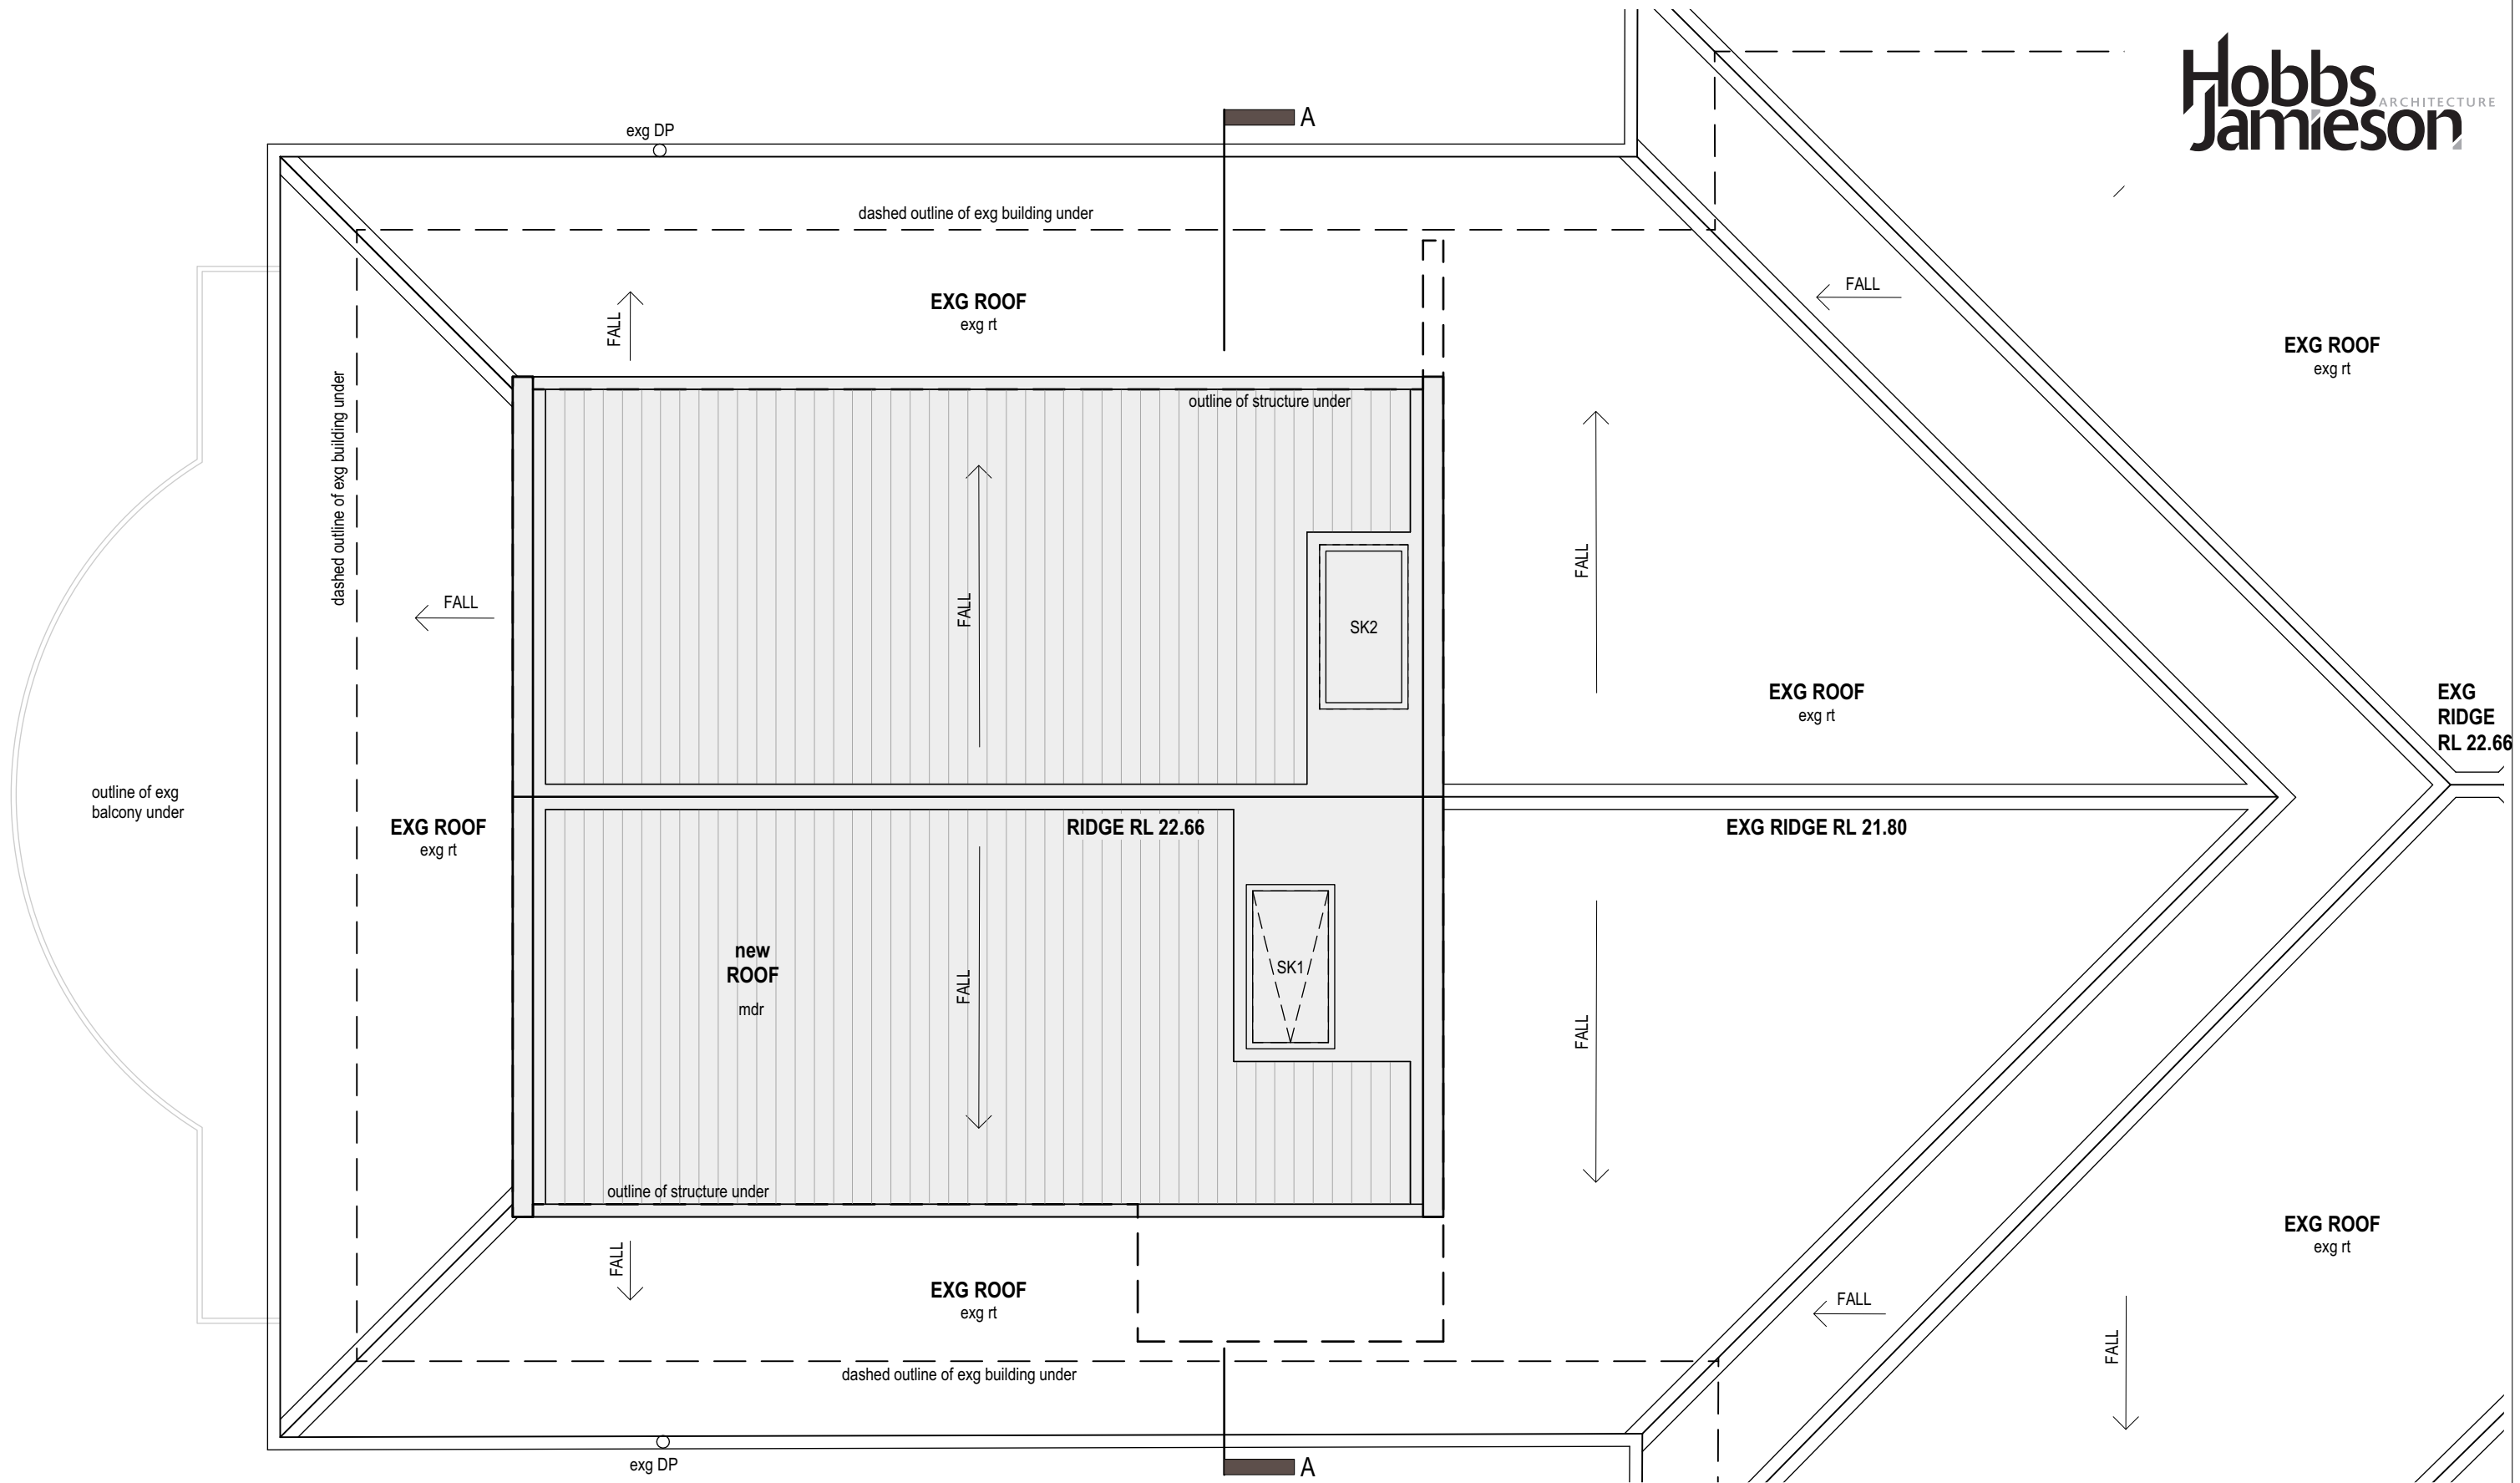 Hobbs
ARCHITECTURE
Jamieson
A
exg DP
dashed outline of exg building under
FALL
EXG ROOF
exg rt
FALL
EXG ROOF
exg rt
dashed outline of exg building under
outline of structure under
FALL
FALL
FALL
FALL
SK2
EXG ROOF
exg rt
EXG
RIDGE
RL 22.66
outline of exg
balcony under
EXG ROOF
exg rt
RIDGE RL 22.66
EXG RIDGE RL 21.80
new
ROOF
mdr
FALL
SK1
FALL
outline of structure under
FALL
EXG ROOF
exg rt
EXG ROOF
exg rt
FALL
FALL
dashed outline of exg building under
exg DP
A